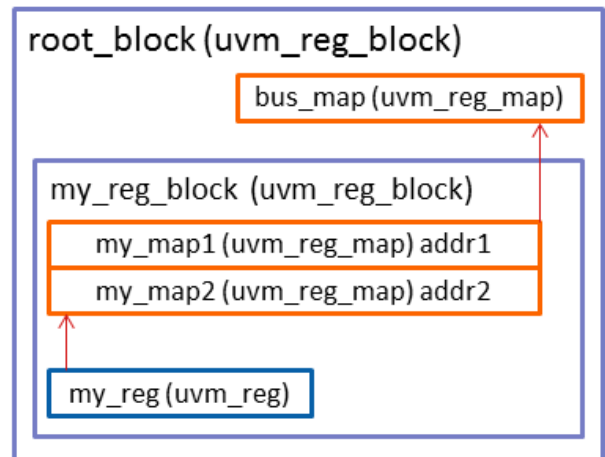 root_block (uvm_reg_block)
bus_map (uvm_reg_map)
my_reg_block (uvm_reg_block)
my_map1 (uvm_reg_map) addr1
my_map2 (uvm_reg_map) addr2
my_reg (uvm_reg)